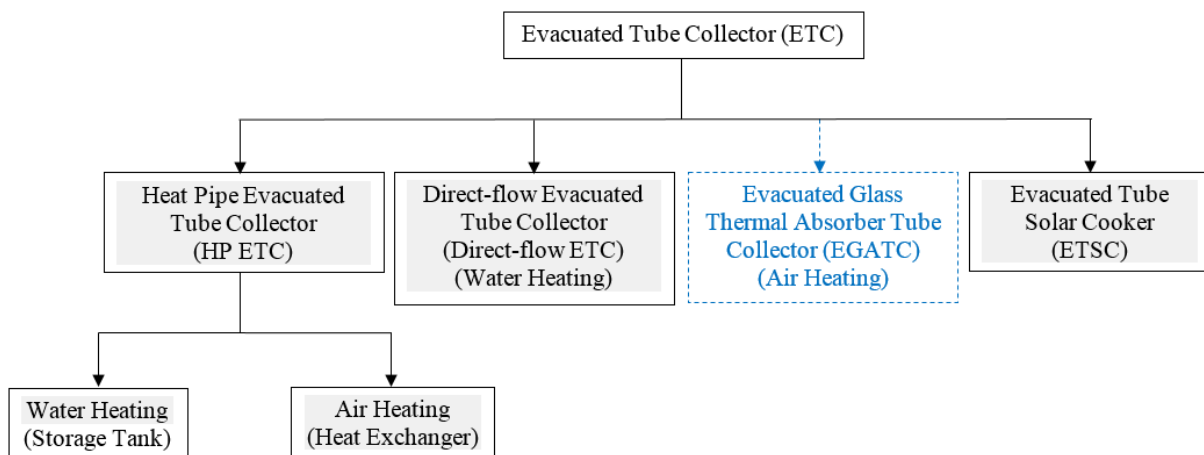 Evacuated Tube Collector (ETC)
Heat Pipe Evacuated
Tube Collector
(HP ETC)
Direct-flow Evacuated
Tube Collector
(Direct-flow ETC)
(Water Heating)
Evacuated Glass
Thermal Absorber Tube
Collector (EGATC)
(Air Heating)
Evacuated Tube
Solar Cooker
(ETSC)
Water Heating
(Storage Tank)
Air Heating
(Heat Exchanger)